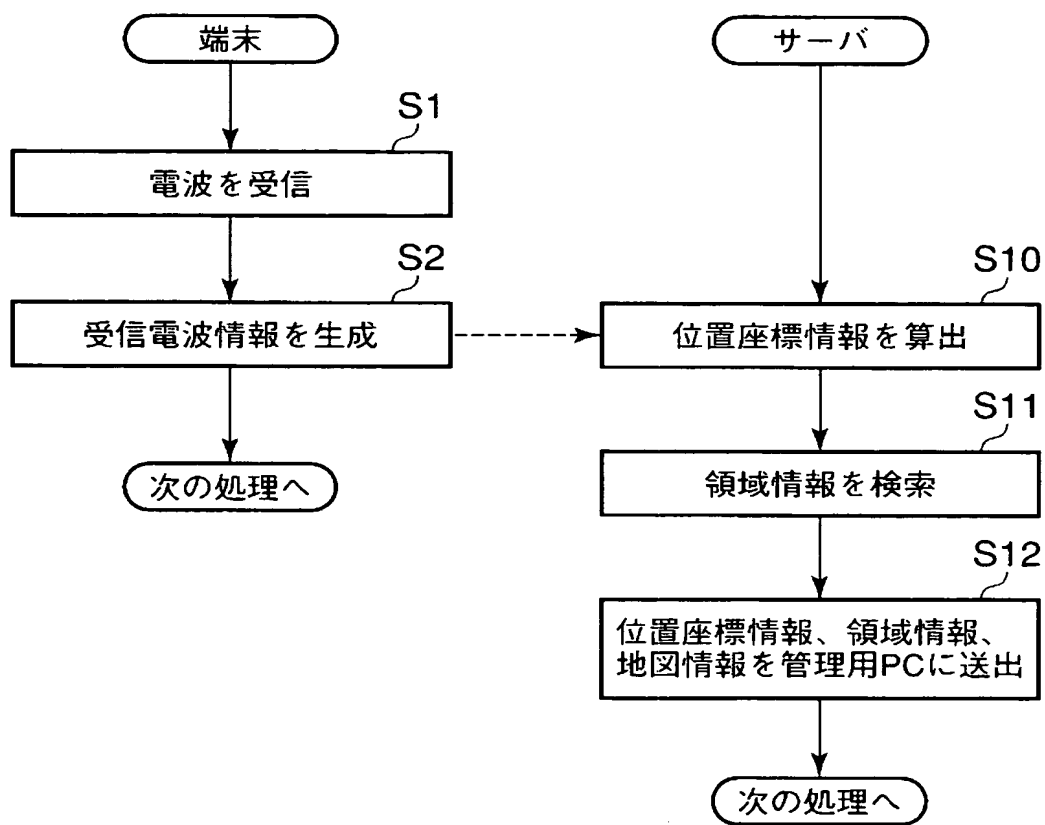 端末
S1
電波を受信
S2
受信電波情報を生成
次の処理へ
サーバ
S10
位置座標情報を算出
S11
領域情報を検索
S12
位置座標情報、領域情報、
地図情報を管理用PCに送出
次の処理へ